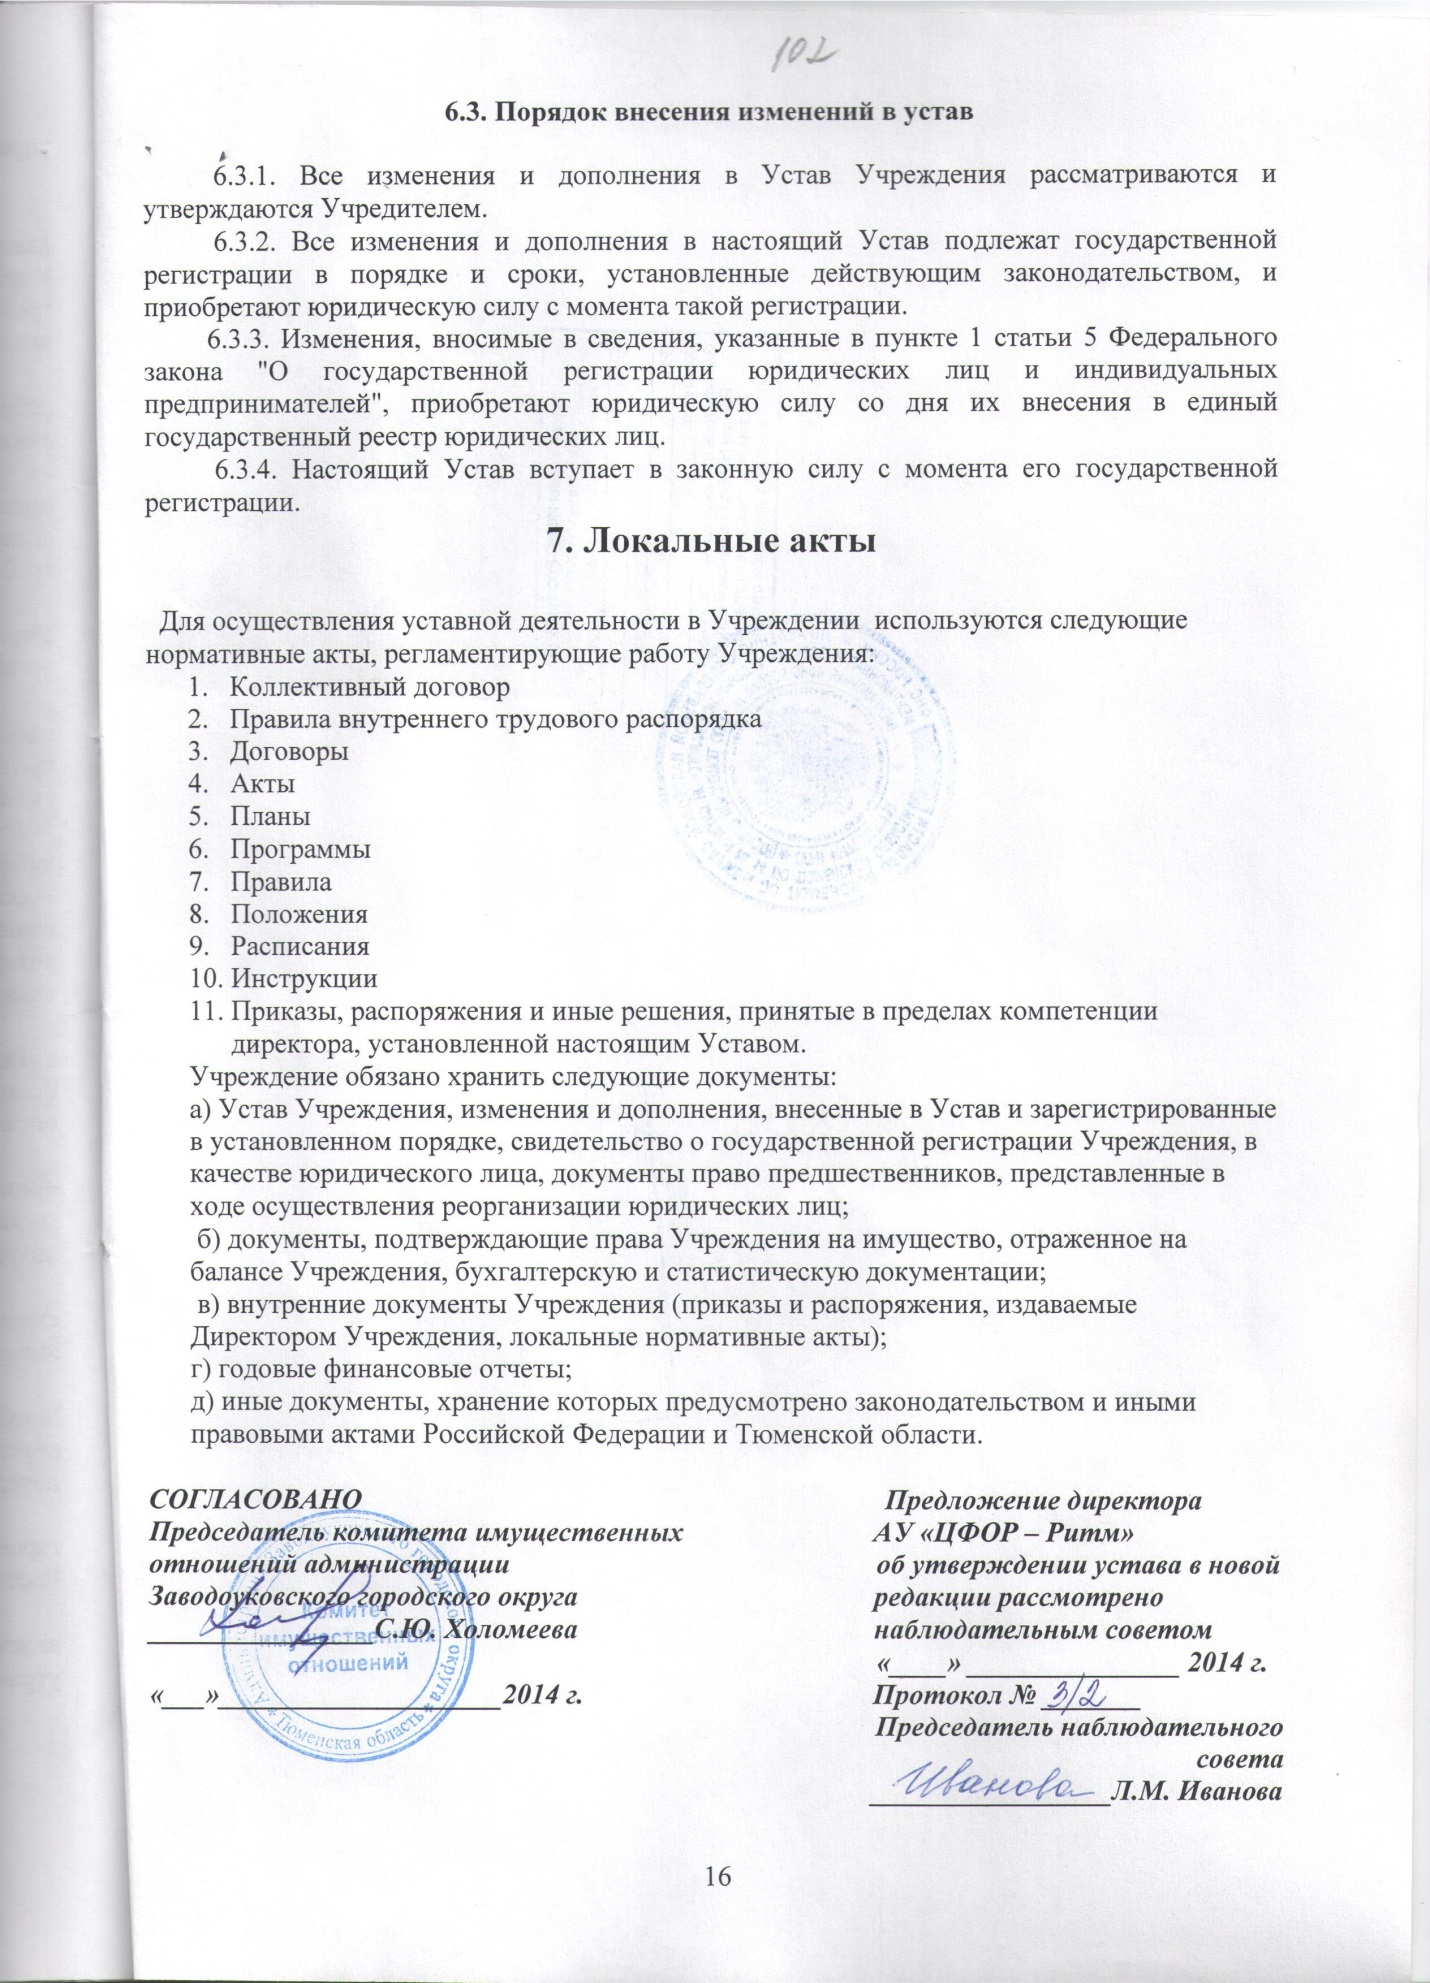 102
6.3. Порядок внесения изменений в устав
6.3.1. Все изменения и дополнения в Устав Учреждения рассматриваются и
утверждаются Учредителем.
6.3.2. Все изменения и дополнения в настоящий Устав подлежат государственной
регистрации в порядке и сроки, установленные действующим законодательством, и
приобретают юридическую силу с момента такой регистрации.
6.3.3. Изменения, вносимые в сведения, указанные в пункте 1 статьи 5 Федерального
закона "О государственной регистрации юридических лиц и индивидуальных
предпринимателей", приобретают юридическую силу со дня их внесения в единый
государственный реестр юридических лиц.
6.3.4. Настоящий Устав вступает в законную силу с момента его государственной
регистрации.
7. Локальные акты
Для осуществления уставной деятельности в Учреждении используются следующие
нормативные акты, регламентирующие работу Учреждения:
1. Коллективный договор
2. Правила внутреннего трудового распорядка
3. Договоры
4. Акты
5. Планы
6. Программы
7. Правила
8. Положения
9. Расписания
10. Инструкции
11. Приказы, распоряжения и иные решения, принятые в пределах компетенции
директора, установленной настоящим Уставом.
Учреждение обязано хранить следующие документы:
а) Устав Учреждения, изменения и дополнения, внесенные в Устав и зарегистрированные
в установленном порядке, свидетельство о государственной регистрации Учреждения, в
качестве юридического лица, документы право предшественников, представленные в
ходе осуществления реорганизации юридических лиц;
б) документы, подтверждающие права Учреждения на имущество, отраженное на
балансе Учреждения, бухгалтерскую и статистическую документации;
в) внутренние документы Учреждения (приказы и распоряжения, издаваемые
Директором Учреждения, локальные нормативные акты);
г) годовые финансовые отчеты;
д) иные документы, хранение которых предусмотрено законодательством и иными
правовыми актами Российской Федерации и Тюменской области.
СОГЛАСОВАНО
Председатель комитета имущественных
отношений администрации
Заводоуковского городского округа
________________С.Ю. Холомеева
«___»____________________2014 г.
Комитет
имущественных
отношений
Тюменская область
Предложение директора
АУ «ЦФОР – Ритм»
об утверждении устава в новой
редакции рассмотрено
наблюдательным советом
«____» _______________ 2014 г.
Протокол № 3/2
Председатель наблюдательного
совета
Иванова Л.М. Иванова
16